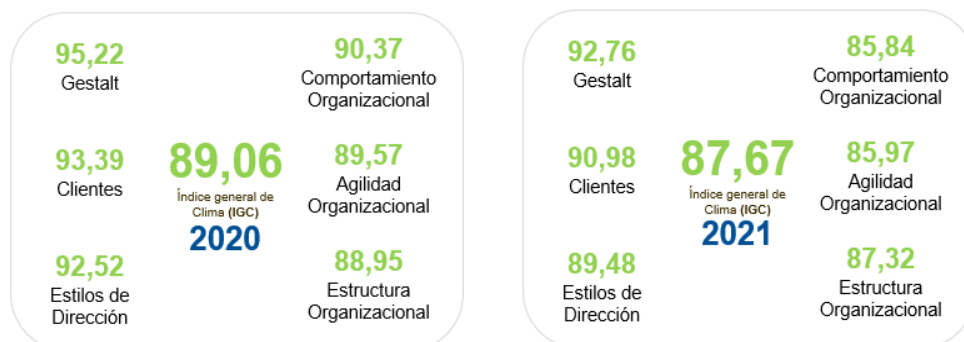 95,22
Gestalt
90,37
Comportamiento
Organizacional
93,39
Clientes
89,06
Índice general de
Clima (IGC)
2020
89,57
Agilidad
Organizacional
92,52
Estilos de
Dirección
88,95
Estructura
Organizacional
92,76
Gestalt
85,84
Comportamiento
Organizacional
90,98
Clientes
87,67
Índice general de
Clima (IGC)
2021
85,97
Agilidad
Organizacional
89,48
Estilos de
Dirección
87,32
Estructura
Organizacional